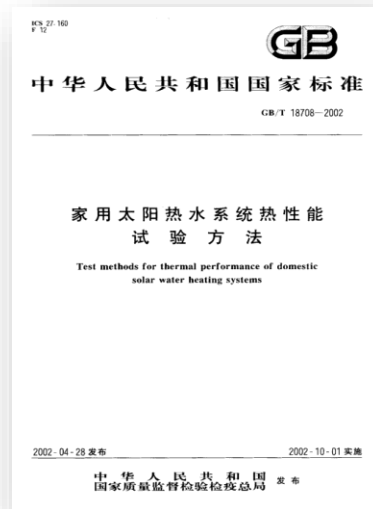 ICS 27.160
F 12
GB
中华人民共和国国家标准
GB/T 18708—2002
家用太阳热水系统热性能
试验方法
Test methods for thermal performance of domestic
solar water heating systems
2002-04-28 发布
2002-10-01 实施
中华人民共和国
国家质量监督检验检疫总局
发布